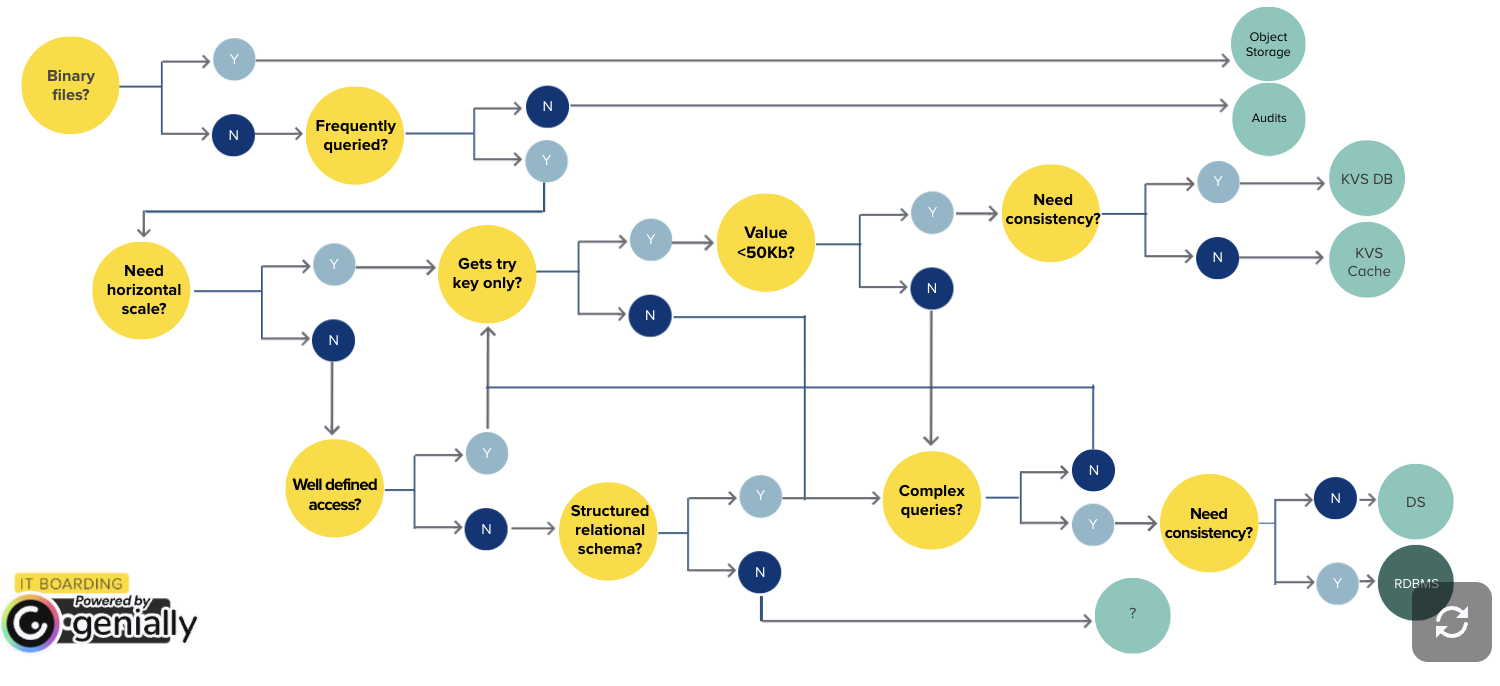 Object
Storage
Binary
files?
Y
N
Frequently
queried?
N
Y
Audits
Need
horizontal
scale?
Y
N
Gets try
key only?
Y
N
Value
<50Kb?
Y
N
Need
consistency?
Y
N
KVS DB
KVS
Cache
Well defined
access?
Y
N
Structured
relational
schema?
Y
N
?
Complex
queries?
N
Y
Need
consistency?
N
Y
DS
RDBMS
IT BOARDING
Powered by
genially